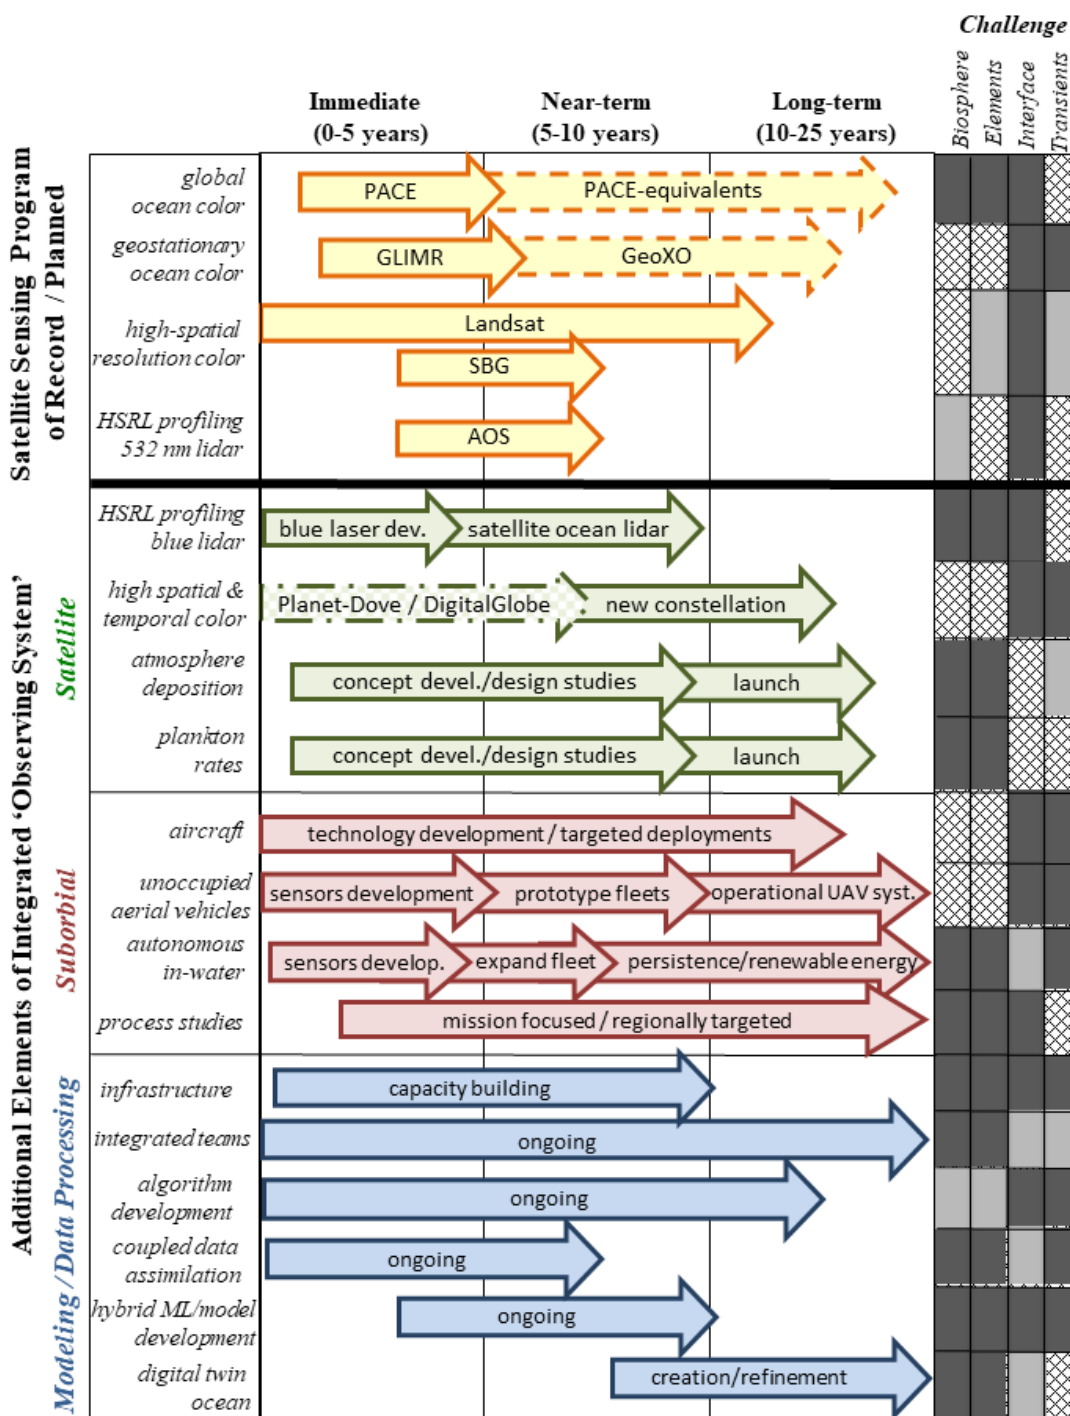 Challenge
Biosphere
Elements
Interface
Transients
Immediate
(0-5 years)
Near-term
(5-10 years)
Long-term
(10-25 years)
Satellite Sensing Program
of Record / Planned
global
ocean color
PACE
PACE-equivalents
geostationary
ocean color
GLIMR
GeoXO
high-spatial
resolution color
Landsat
SBG
HSRL profiling
532 nm lidar
AOS
Additional Elements of Integrated ‘Observing System’
Satellite
HSRL profiling
blue lidar
blue laser dev.
satellite ocean lidar
high spatial &
temporal color
Planet-Dove / DigitalGlobe
new constellation
atmosphere
deposition
concept devel./design studies
launch
plankton
rates
concept devel./design studies
launch
Suborbial
aircraft
technology development / targeted deployments
unoccupied
aerial vehicles
sensors development
prototype fleets
operational UAV syst.
autonomous
in-water
sensors develop.
expand fleet
persistence/renewable energy
process studies
mission focused / regionally targeted
Modeling / Data Processing
infrastructure
capacity building
integrated teams
ongoing
algorithm
development
ongoing
coupled data
assimilation
ongoing
hybrid ML/model
development
ongoing
digital twin
ocean
creation/refinement